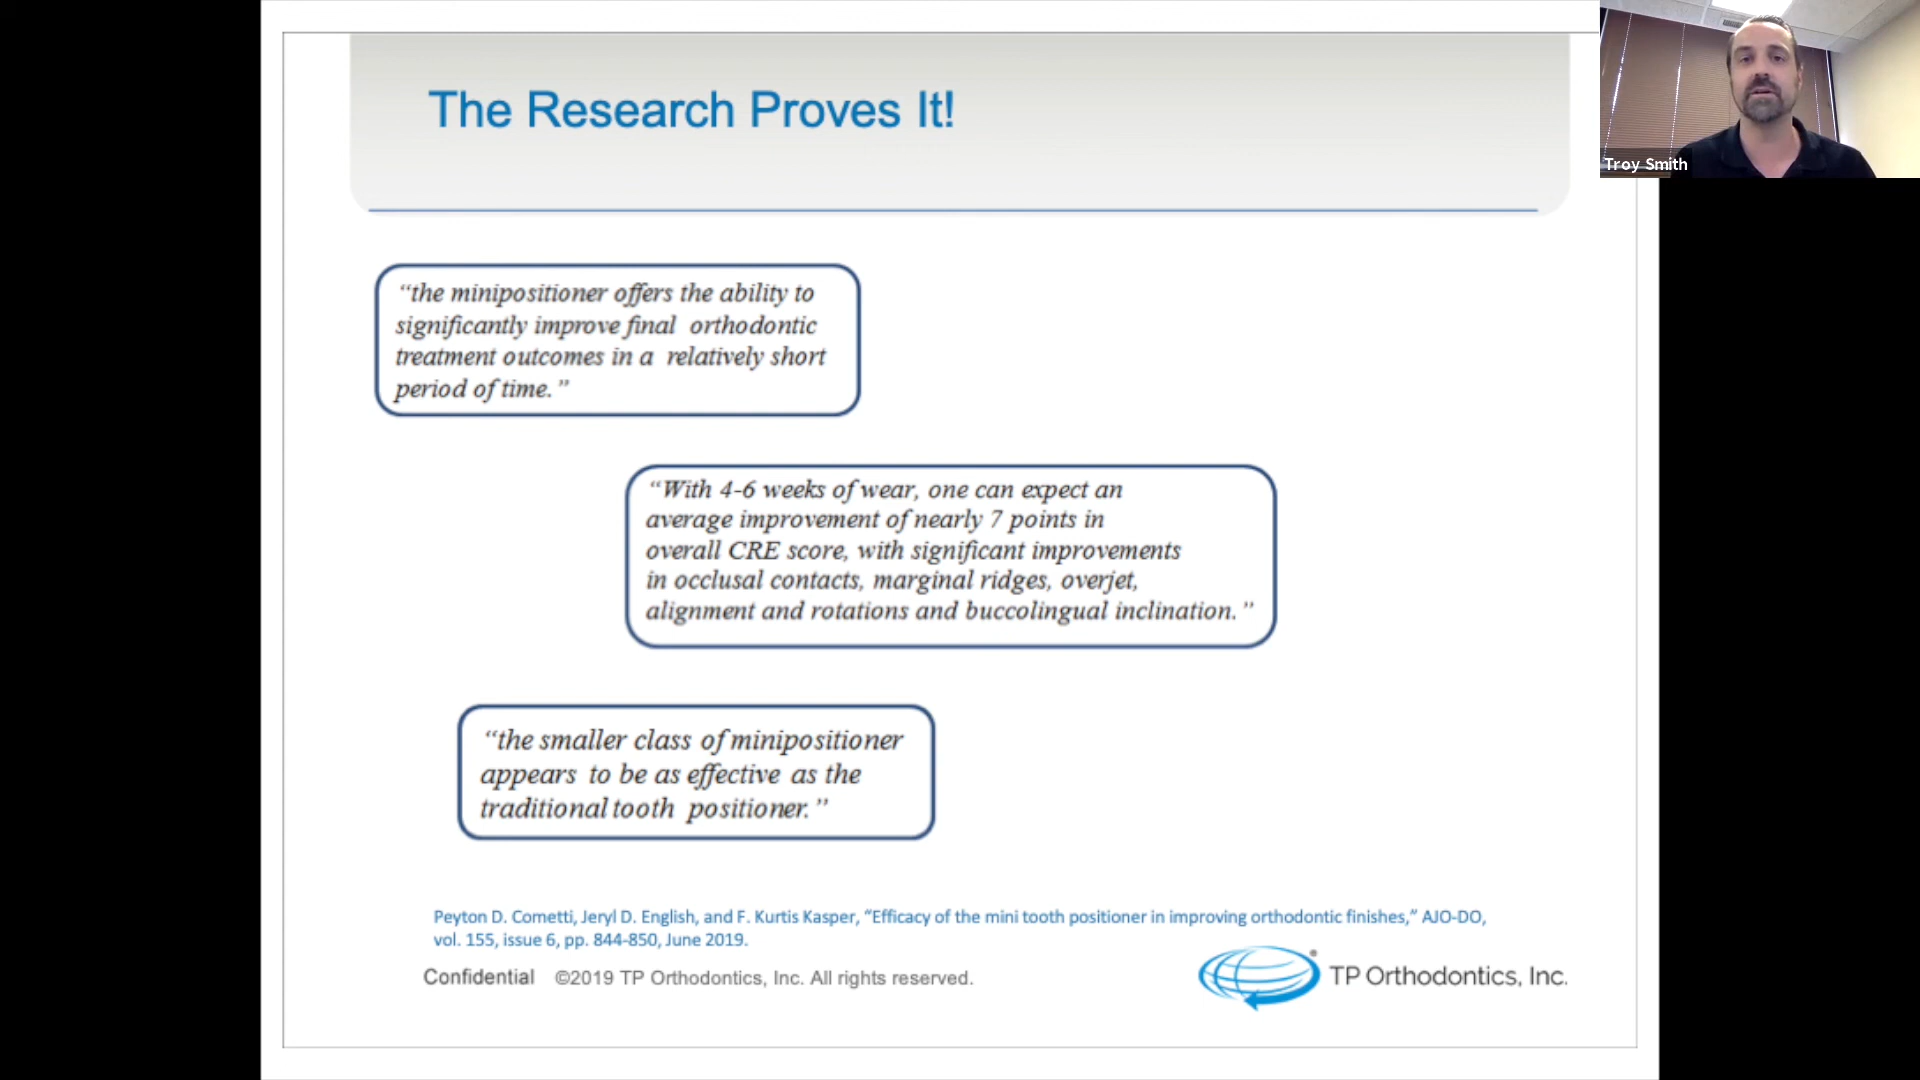 The Research Proves It!
Troy Smith
“the minipositioner offers the ability to
significantly improve final orthodontic
treatment outcomes in a relatively short
period of time.”
“With 4-6 weeks of wear, one can expect an
average improvement of nearly 7 points in
overall CRE score, with significant improvements
in occlusal contacts, marginal ridges, overjet,
alignment and rotations and buccolingual inclination.”
“the smaller class of minipositioner
appears to be as effective as the
traditional tooth positioner.”
Peyton D. Cometti, Jeryl D. English, and F. Kurtis Kasper, “Efficacy of the mini tooth positioner in improving orthodontic finishes,” AJO-DO,
vol. 155, issue 6, pp. 844-850, June 2019.
Confidential ©2019 TP Orthodontics, Inc. All rights reserved.
TP Orthodontics, Inc.